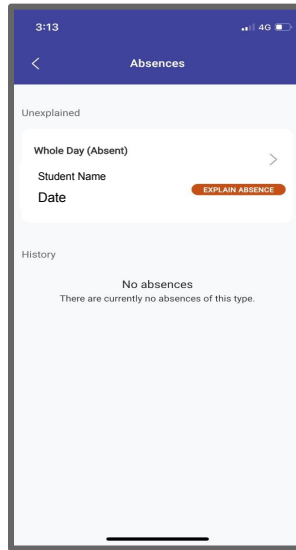 3:13
4G
Absences
Unexplained
Whole Day (Absent)
Student Name
Date
EXPLAIN ABSENCE
History
No absences
There are currently no absences of this type.